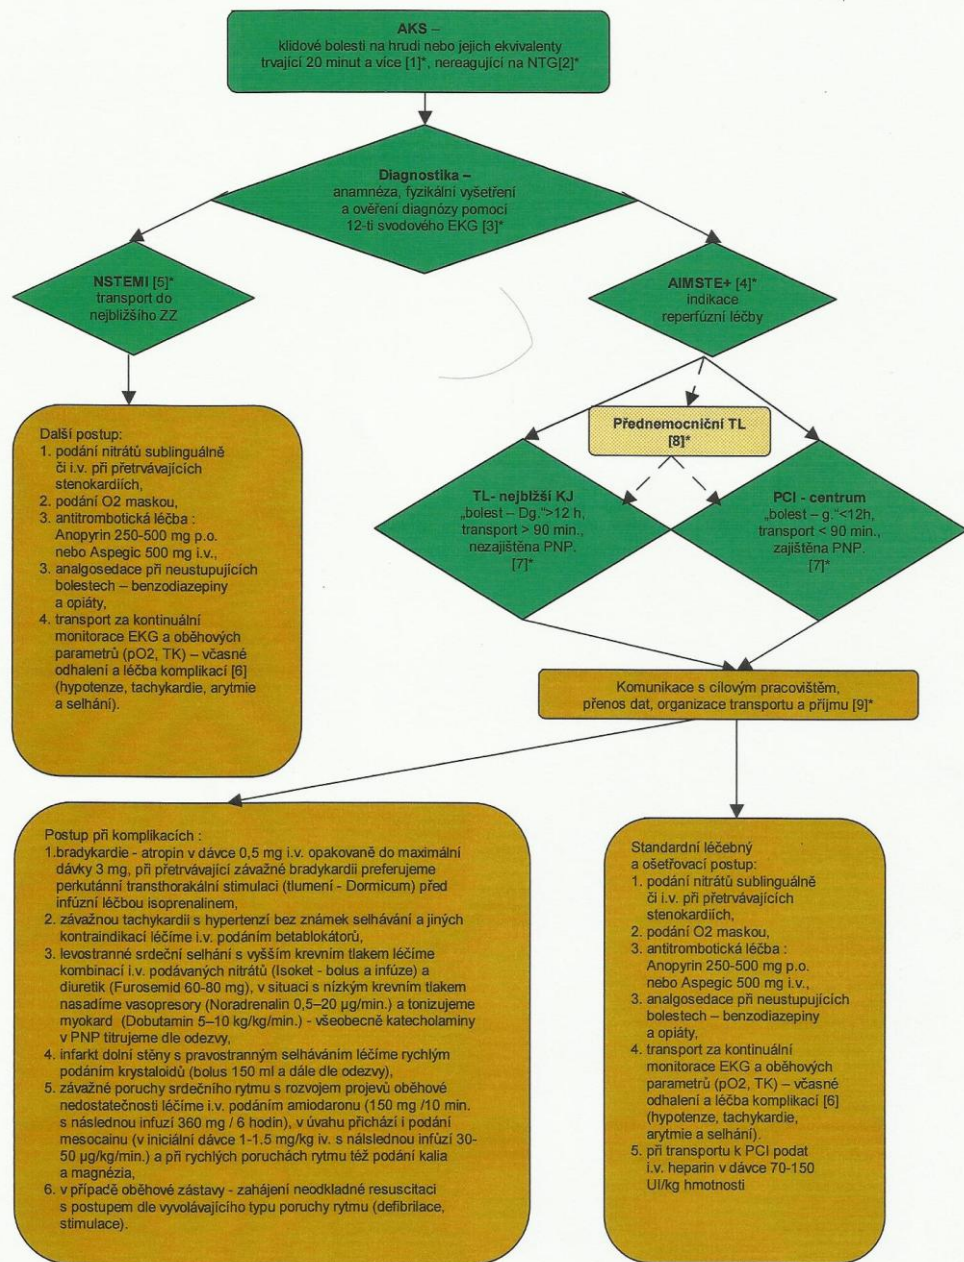 AKS –
klidové bolesti na hrudi nebo jejich ekvivalenty
trvající 20 minut a více [1]*, nereagující na NTG[2]*
Diagnostika –
anamnéza, fyzikální vyšetření
a ověření diagnózy pomocí
12-ti svodového EKG [3]*
NSTEMI [5]*
transport do
nejbližšího ZZ
AIMSTE+ [4]*
indikace
reperfúzní léčby
Přednemocniční TL
[8]*
TL- nejbłžší KJ
„bolest – Dg.“>12 h,
transport > 90 min.,
nezajištěna PNP.
[7]*
PCI - centrum
„bolest – g.“<12h,
transport < 90 min.,
zajištěna PNP.
[7]*
Další postup:
1. podání nitrátů sublinguálně
či i.v. při přetrvávajících
stenokardiích,
2. podání O2 maskou,
3. antitrombotická léčba :
Anopyrin 250-500 mg p.o.
nebo Aspegic 500 mg i.v.,
3. analgosedace při neustupujících
bolestech – benzodiazepiny
a opiáty,
4. transport za kontinuální
monitorace EKG a oběhových
parametrů (pO2, TK) – včasné
odhalení a léčba komplikací [6]
(hypotenze, tachykardie, arytmie
a selhání).
Komunikace s cílovým pracovištěm,
přenos dat, organizace transportu a příjmu [9]*
Postup při komplikacích :
1.bradykardie - atropin v dávce 0,5 mg i.v. opakovaně do maximální
dávky 3 mg, při přetrvávající závažné bradykardii preferujeme
perkutánní transthorakální stimulaci (tlumení - Dormicum) před
infúzní léčbou isoprenalinem,
2. závažnou tachykardii s hypertenzí bez známek selhávání a jiných
kontraindikací léčíme i.v. podáním betablokátorů,
3. levostranné srdeční selhání s vyšším krevním tlakem léčíme
kombinací i.v. podávaných nitrátů (Isoket - bolus a infúze) a
diuretik (Furosemid 60-80 mg), v situaci s nízkým krevním tlakem
nasadíme vasopresory (Noradrenalin 0,5–20 µg/min.) a tonizujeme
myokard (Dobutamin 5–10 kg/kg/min.) - všeobecně katecholaminy
v PNP titrujeme dle odezvy,
4. infarkt dolní stěny s pravostranným selháváním léčíme rychlým
podáním krystaloidů (bolus 150 ml a dále dle odezvy),
5. závažné poruchy srdečního rytmu s rozvojem projevů oběhové
nedostatečnosti léčíme i.v. podáním amiodaronu (150 mg /10 min.
s následnou infuzí 360 mg / 6 hodin), v úvahu přichází i podání
mesocainu (v iniciální dávce 1-1.5 mg/kg iv. s nálslednou infůzí 30-
50 µg/kg/min.) a při rychlých poruchách rytmu též podání kalia
a magnézia,
6. v případě oběhové zástavy - zahájení neodkladné resuscitaci
s postupem dle vyvolávajícího typu poruchy rytmu (defibrilace,
stimulace).
Standardní léčebný
a ošetřovací postup:
1. podání nitrátů sublinguálně
či i.v. při přetrvávajících
stenokardiích,
2. podání O2 maskou,
3. antitrombotická léčba :
Anopyrin 250-500 mg p.o.
nebo Aspegic 500 mg i.v.,
3. analgosedace při neustupujících
bolestech – benzodiazepiny
a opiáty,
4. transport za kontinuální
monitorace EKG a oběhových
parametrů (pO2, TK) – včasné
odhalení a léčba komplikací [6]
(hypotenze, tachykardie,
arytmie a selhání).
5. při transportu k PCI podat
i.v. heparin v dávce 70-150
UI/kg hmotnosti